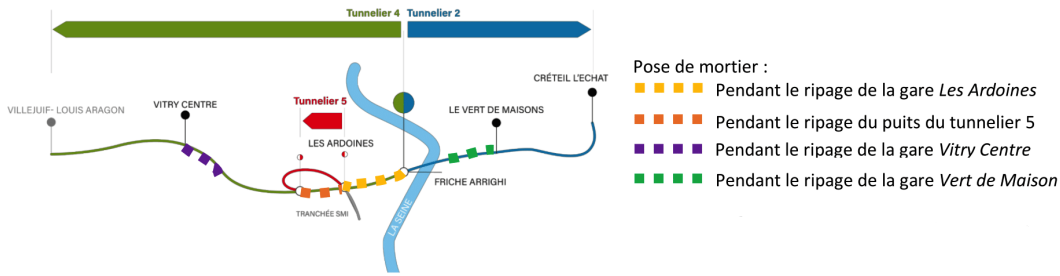 Tunnelier 4
Tunnelier 2
CRÉTEIL L'ECHAT
VILLEJUIF- LOUIS ARAGON
VITRY CENTRE
Tunnelier 5
LE VERT DE MAISONS
LES ARDOINES
FRICHE ARRIGHI
TRANCHÉE SMI
LA SEINE
Pose de mortier :
Pendant le ripage de la gare Les Ardoines
Pendant le ripage du puits du tunnelier 5
Pendant le ripage de la gare Vitry Centre
Pendant le ripage de la gare Vert de Maison